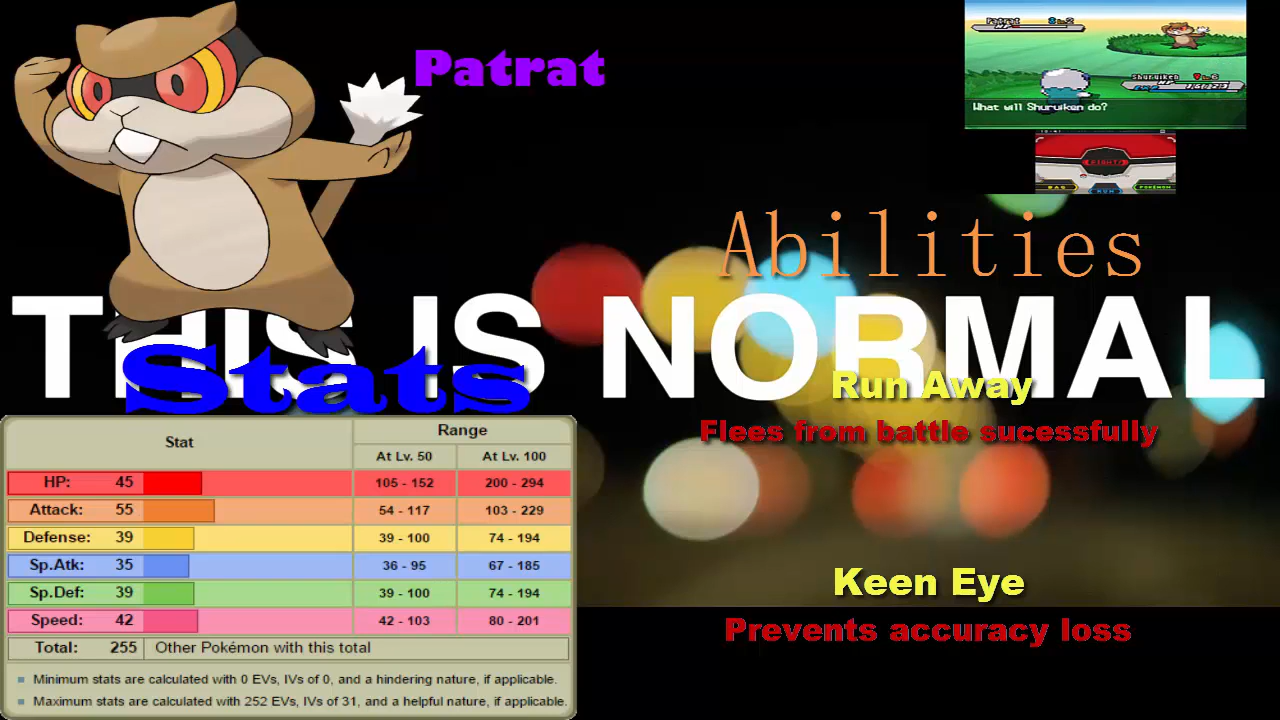 Patrat
Patrat
What will Shuruiken do?
Shuruiken
FIGHT
BAG
RUN
POKéMON
Abilities
THIS IS NORMAL
Stats
Run Away
Flees from battle sucessfully
Stat Range
At Lv. 50 At Lv. 100
HP: 45 105 - 152 200 - 294
Attack: 55 54 - 117 103 - 229
Defense: 39 39 - 100 74 - 194
Sp.Atk: 35 36 - 95 67 - 185
Sp.Def: 39 39 - 100 74 - 194
Speed: 42 42 - 103 80 - 201
Total: 255 Other Pokémon with this total
Minimum stats are calculated with 0 EVs, IVs of 0, and a hindering nature, if applicable.
Maximum stats are calculated with 252 EVs, IVs of 31, and a helpful nature, if applicable.
Keen Eye
Prevents accuracy loss